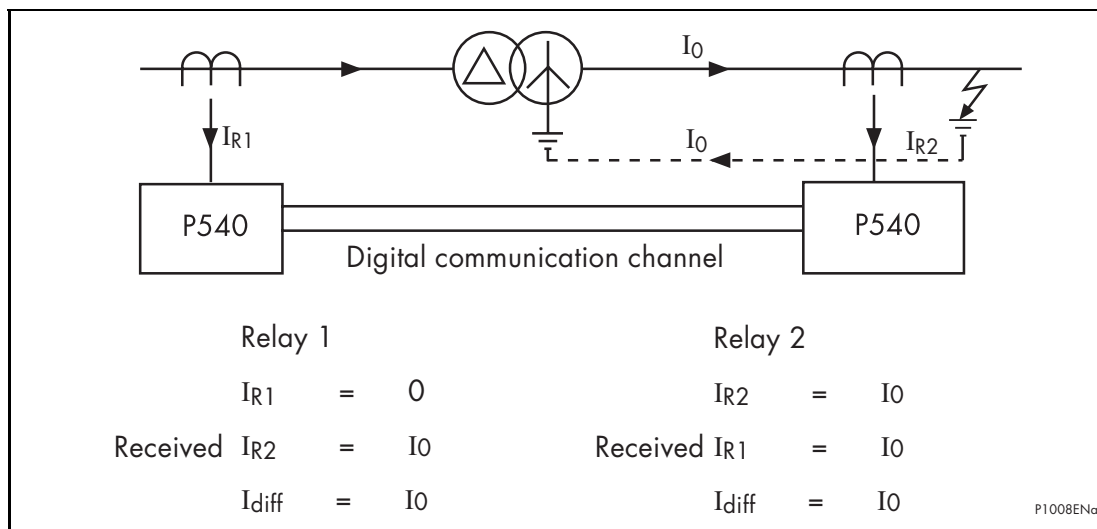 I0
IR1
I0
IR2
P540
P540
Digital communication channel
Relay 1
IR1 = 0
Received IR2 = I0
Idiff = I0
Relay 2
IR2 = I0
Received IR1 = I0
Idiff = I0
P1008ENa